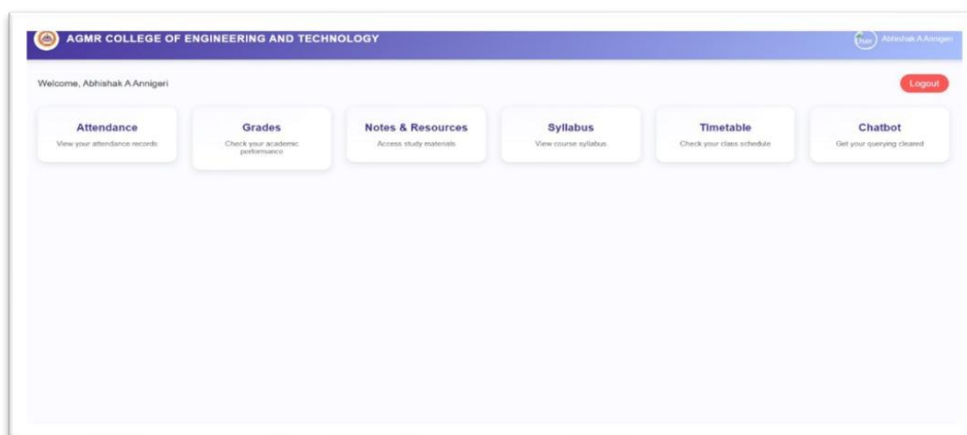 AGMR COLLEGE OF ENGINEERING AND TECHNOLOGY
Abhishak A Annigeri
Welcome, Abhishak A Annigeri
Logout
Attendance
View your attendance records
Grades
Check your academic
performance
Notes & Resources
Access study materials
Syllabus
View course syllabus
Timetable
Check your class schedule
Chatbot
Get your querying cleared